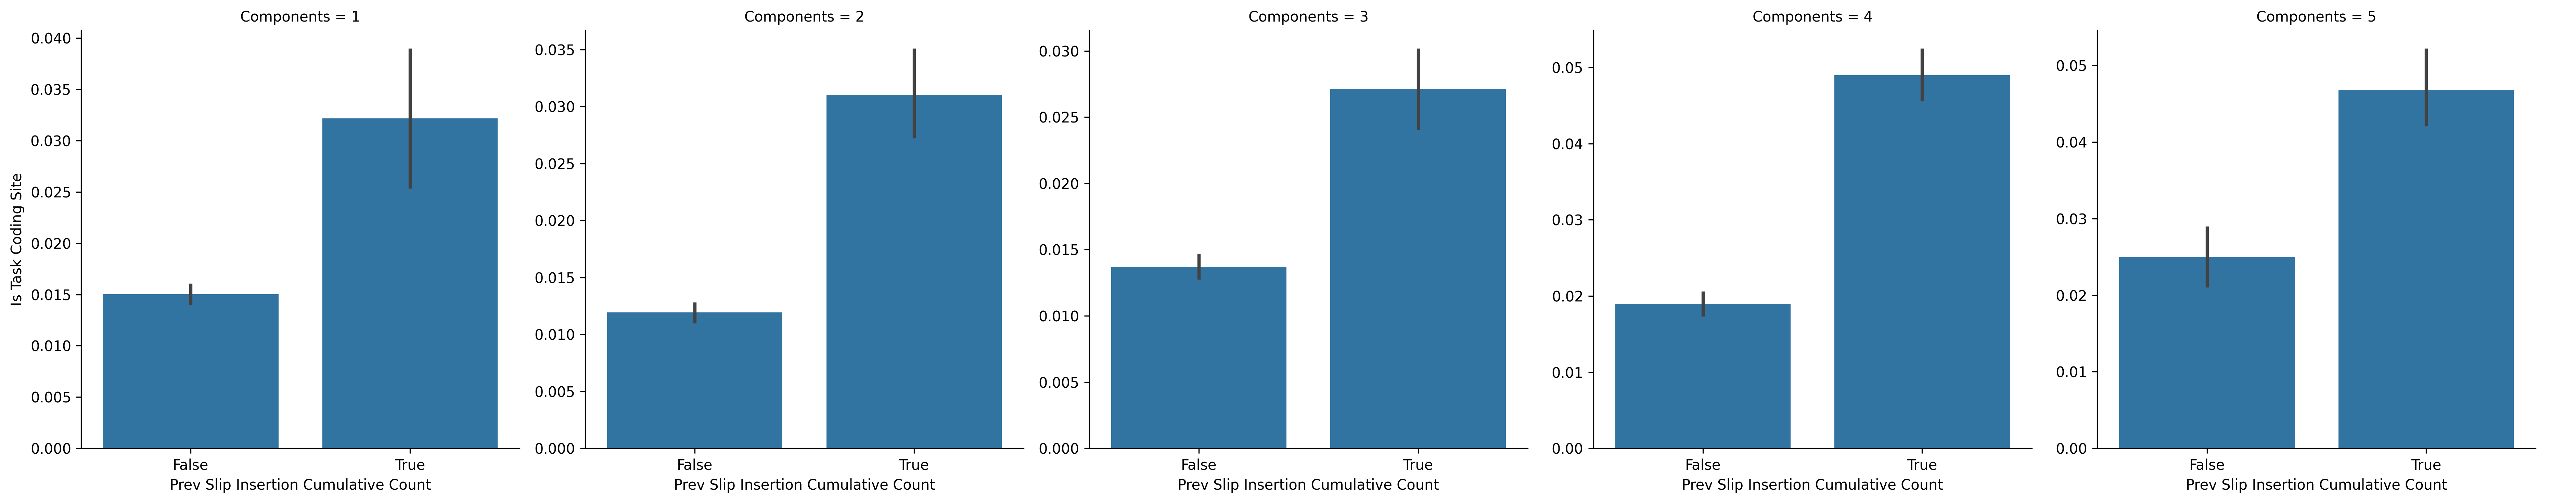 Components = 1
Components = 2
Components = 3
Components = 4
Components = 5
Is Task Coding Site
0.040
0.035
0.030
0.025
0.020
0.015
0.010
0.005
0.000
False True
Prev Slip Insertion Cumulative Count
0.035
0.030
0.025
0.020
0.015
0.010
0.005
0.000
False True
Prev Slip Insertion Cumulative Count
0.030
0.025
0.020
0.015
0.010
0.005
0.000
False True
Prev Slip Insertion Cumulative Count
0.05
0.04
0.03
0.02
0.01
0.00
False True
Prev Slip Insertion Cumulative Count
0.05
0.04
0.03
0.02
0.01
0.00
False True
Prev Slip Insertion Cumulative Count